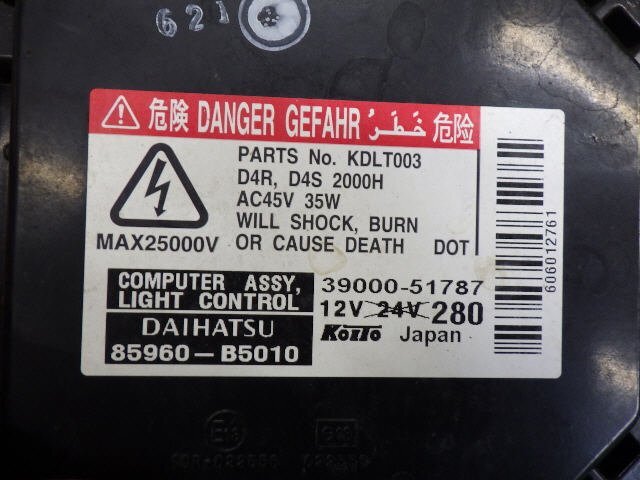 621
危険 DANGER GEFAHR خَطَرُ 危险
PARTS No. KDLT003
D4R, D4S 2000H
AC45V 35W
WILL SHOCK, BURN
OR CAUSE DEATH DOT
MAX25000V
COMPUTER ASSY,
LIGHT CONTROL
DAIHATSU
85960-B5010
39000-51787
12V 24V 280
KOITO Japan
606012761
E13